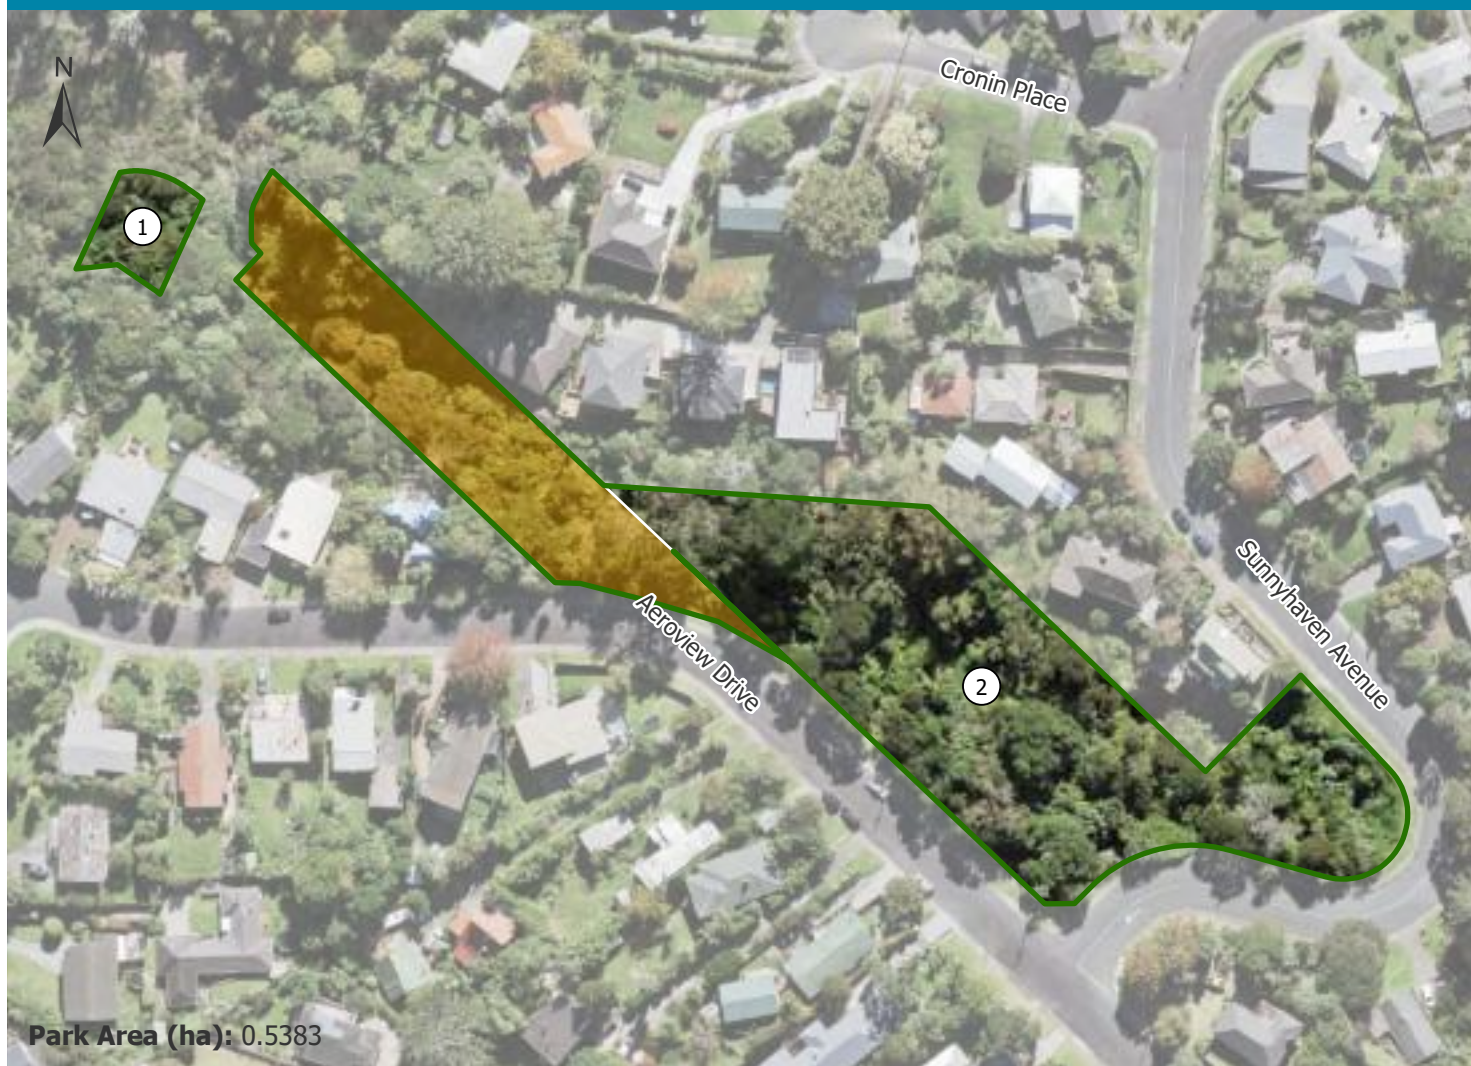 N
Cronin Place
1
Sunnyhaven Avenue
Aeroview Drive
2
Park Area (ha): 0.5383